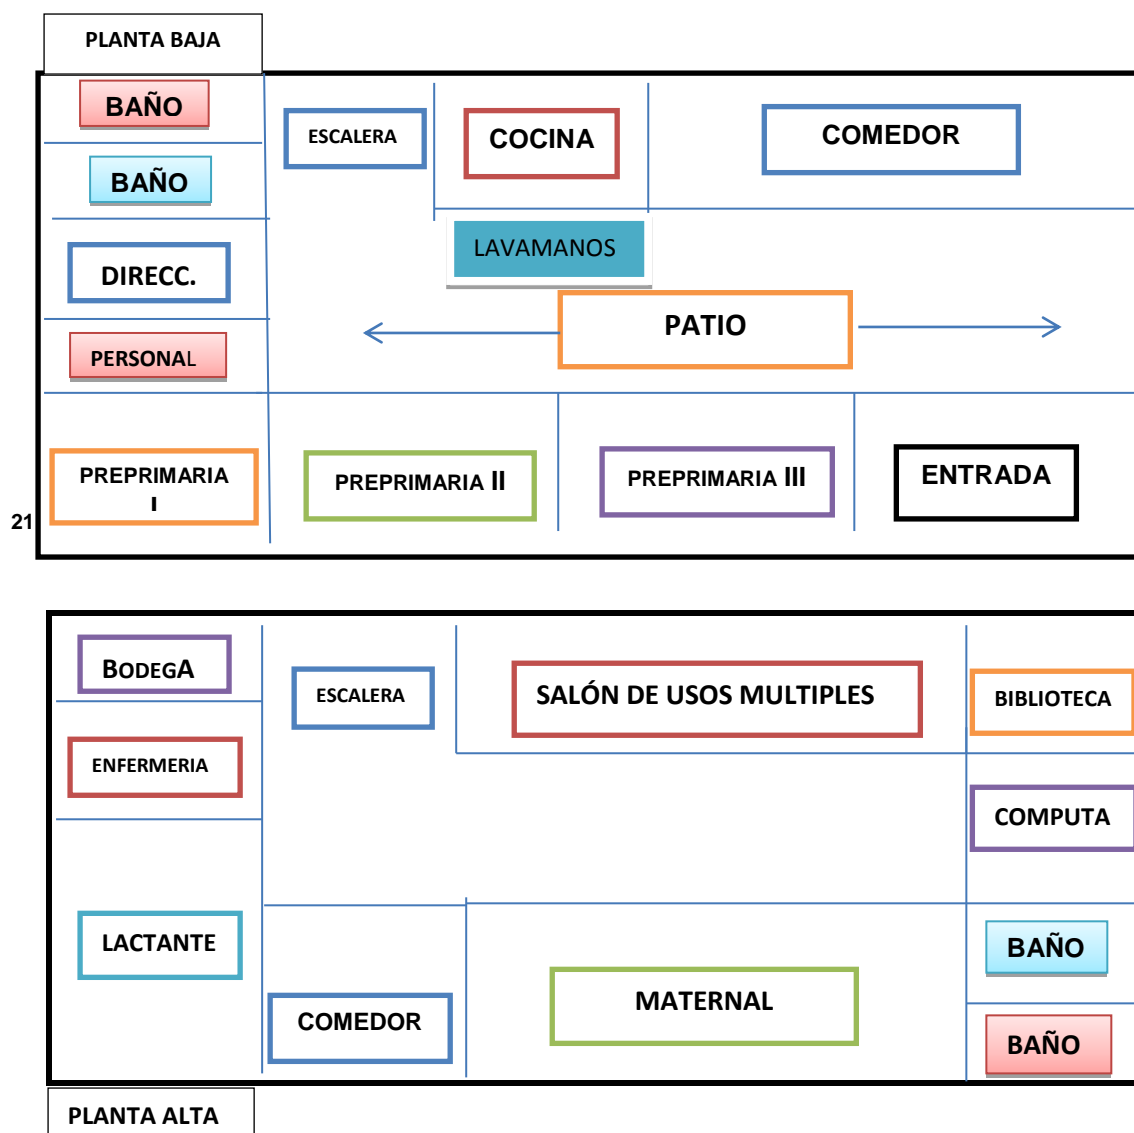 PLANTA BAJA
BAÑO
ESCALERA
COCINA
COMEDOR
BAÑO
LAVAMANOS
DIRECC.
PATIO
PERSONAL
PREPRIMARIA
I
PREPRIMARIA II
PREPRIMARIA III
ENTRADA
21
BODEGA
ESCALERA
SALÓN DE USOS MULTIPLES
BIBLIOTECA
ENFERMERIA
COMPUTA
LACTANTE
BAÑO
COMEDOR
MATERNAL
BAÑO
PLANTA ALTA